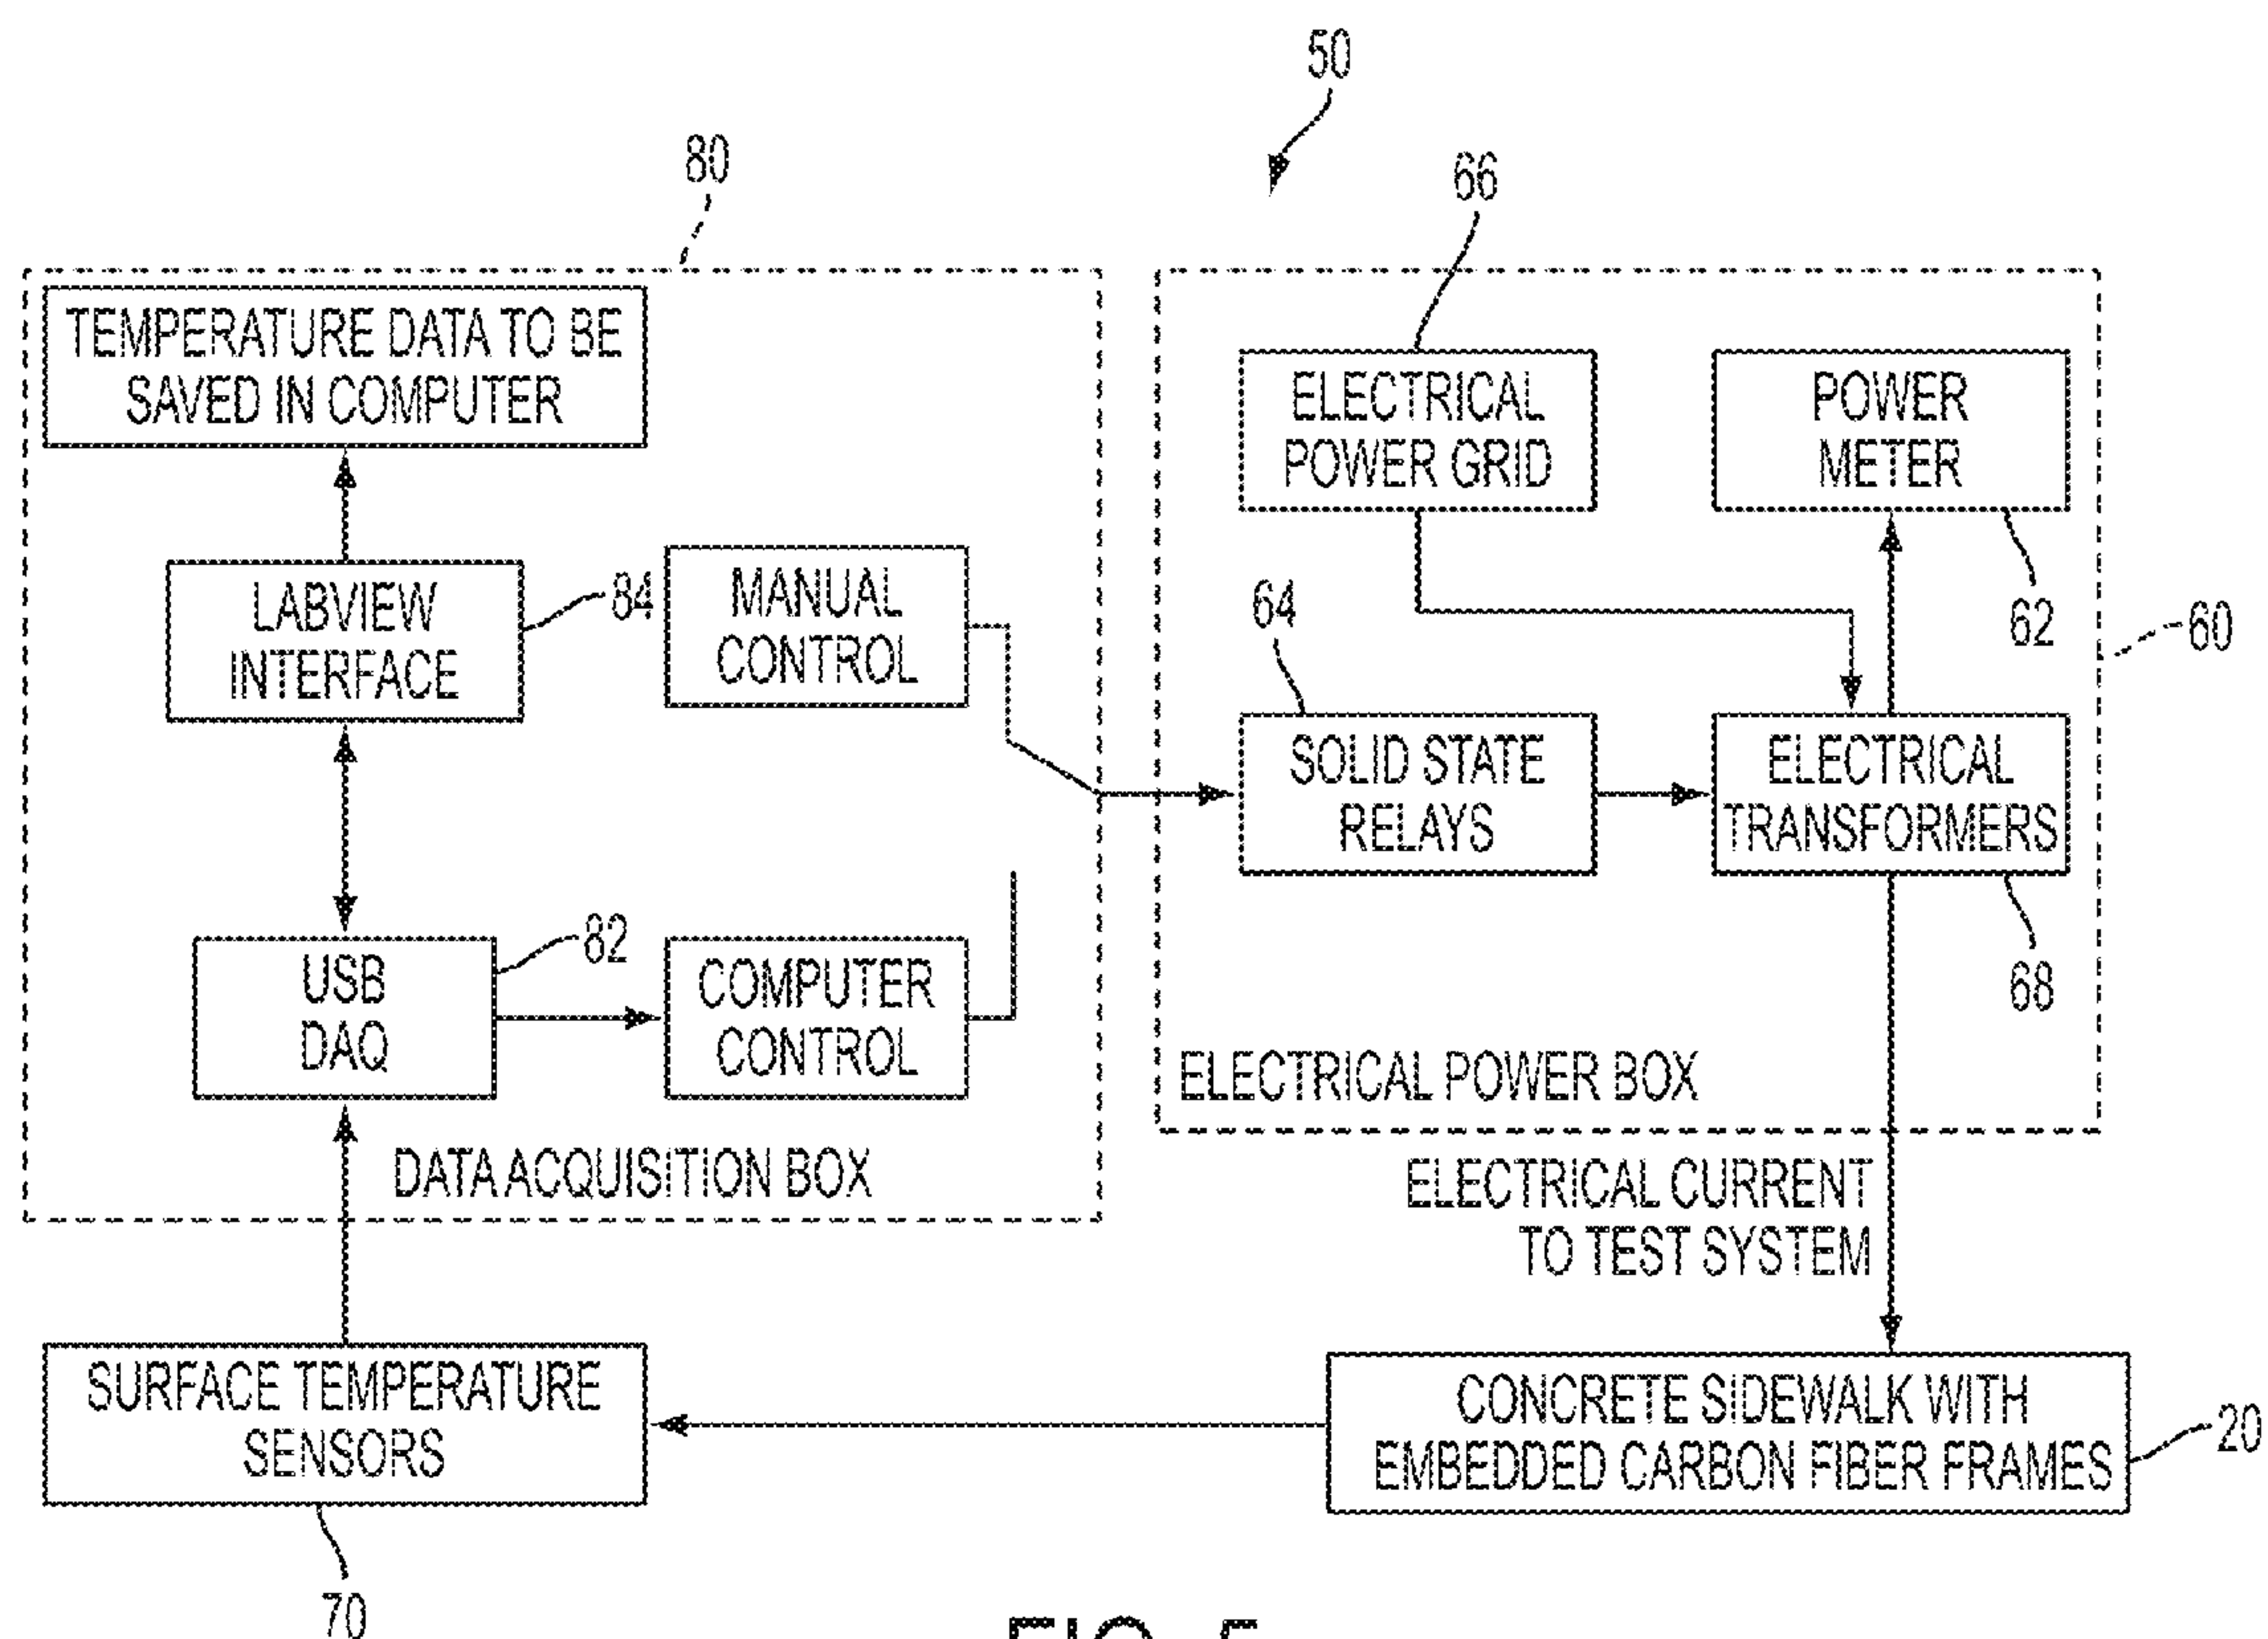 50
80
66
TEMPERATURE DATA TO BE
SAVED IN COMPUTER
ELECTRICAL
POWER GRID
POWER
METER
LABVIEW
INTERFACE
84
MANUAL
CONTROL
64
62
60
SOLID STATE
RELAYS
ELECTRICAL
TRANSFORMERS
USB
DAQ
82
COMPUTER
CONTROL
68
ELECTRICAL POWER BOX
DATA ACQUISITION BOX
ELECTRICAL CURRENT
TO TEST SYSTEM
SURFACE TEMPERATURE
SENSORS
CONCRETE SIDEWALK WITH
EMBEDDED CARBON FIBER FRAMES
20
70
FIG. 5